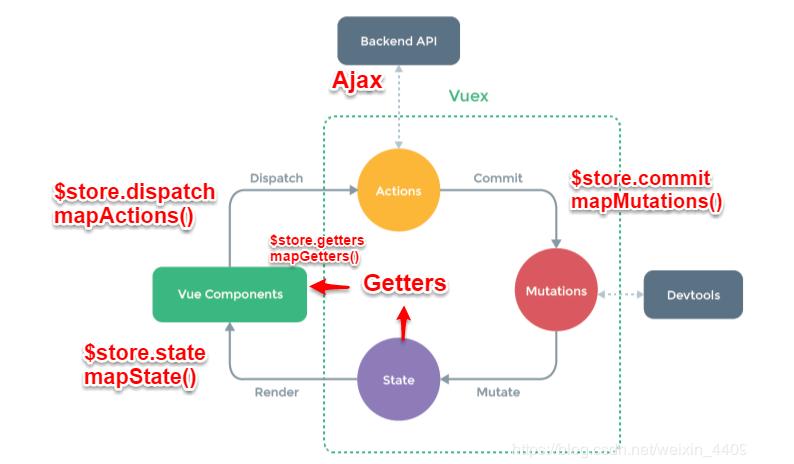 Backend API
Ajax
Vuex
Dispatch
Actions
Commit
$store.dispatch
mapActions()
$store.commit
mapMutations()
$store.getters
mapGetters()
Getters
Vue Components
Mutations
Devtools
$store.state
mapState()
State
Render
Mutate
https://blog.csdn.net/weixin_4409